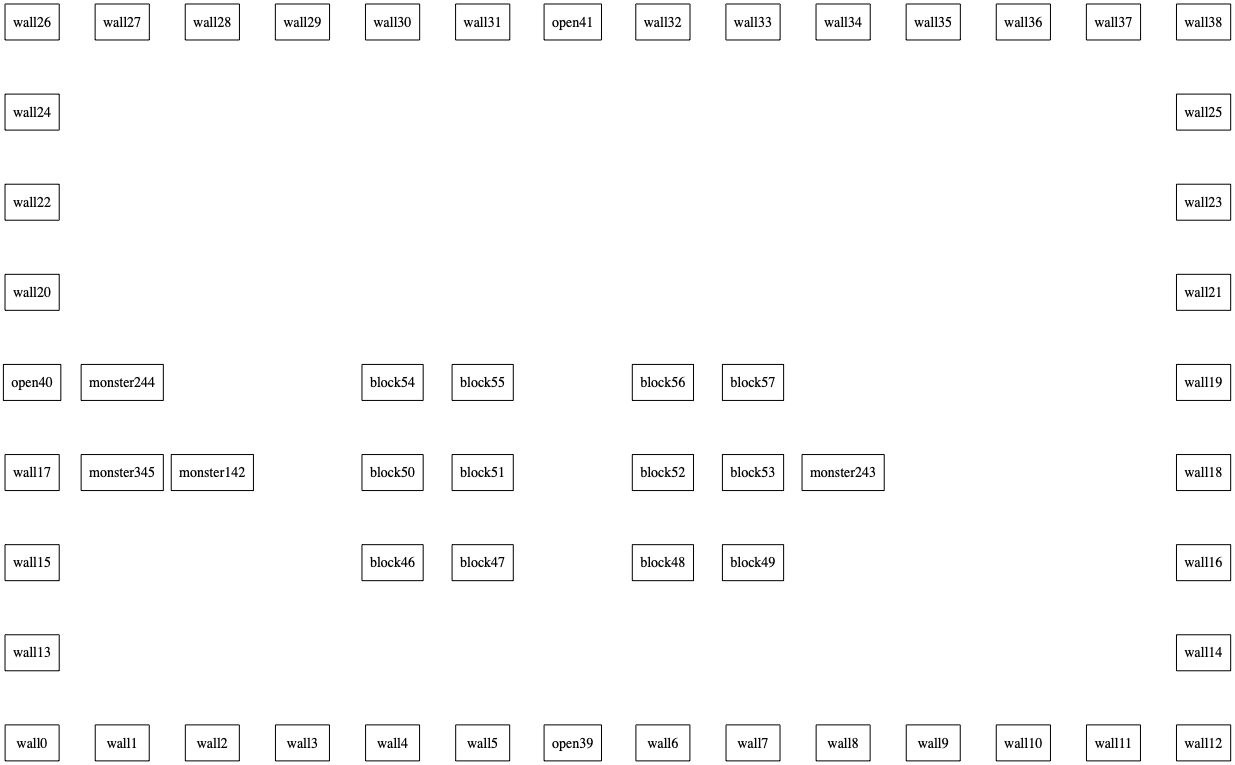 wall26 wall27 wall28 wall29 wall30 wall31 open41 wall32 wall33 wall34 wall35 wall36 wall37 wall38
wall24 wall25
wall22 wall23
wall20 wall21
open40 monster244 block54 block55 block56 block57 wall19
wall17 monster345 monster142 block50 block51 block52 block53 monster243 wall18
wall15 block46 block47 block48 block49 wall16
wall13 wall14
wall0 wall1 wall2 wall3 wall4 wall5 open39 wall6 wall7 wall8 wall9 wall10 wall11 wall12